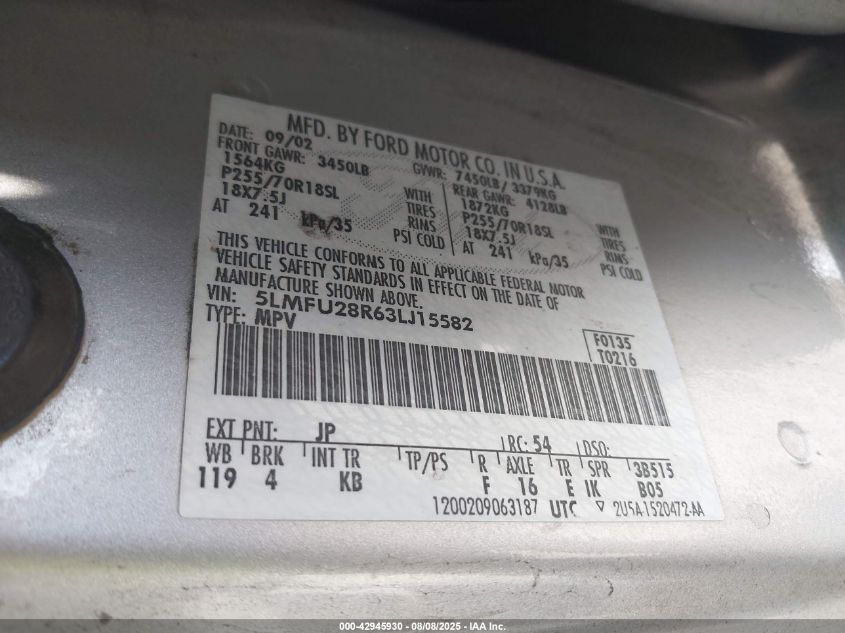 MFD. BY FORD MOTOR CO. IN U.S.A.
DATE: 09/02 GVWR: 7450LB/ 3379KG
FRONT GAWR: 3450LB REAR GAWR: 4128LB
1564KG 1872KG
P255/70R18SL WITH TIRES P255/70R18SL WITH TIRES
18X7.5J RINS 18X7.5J RINS
AT 241 kPa/35 PSI COLD AT 241 kPa/35 PSI COLD
THIS VEHICLE CONFORMS TO ALL APPLICABLE FEDERAL MOTOR
VEHICLE SAFETY STANDARDS IN EFFECT ON THE DATE OF
MANUFACTURE SHOWN ABOVE.
VIN: 5LMFU28R63LJ15582
TYPE: MPV
F0135
T0216
EXT PNT: JP RC: 54 DSO:
WB BRK INT TR TP/PS R AXLE TR SPR 3B515
119 4 KB F 16 E IK B05
1200209063187 UTC ▽ 2U5A-1520472-AA
000-42945930 - 08/08/2025 - IAA Inc.